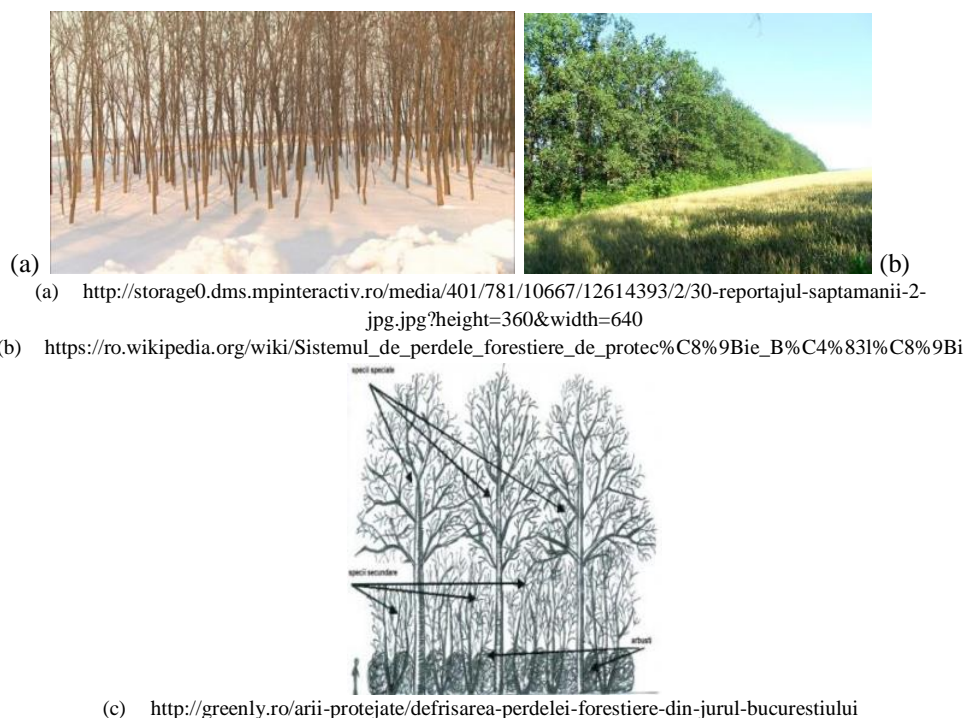 (a)
(b)
(a) http://storage0.dms.mpinteractiv.ro/media/401/781/10667/12614393/2/30-reportajul-saptamanii-2-
jpg.jpg?height=360&width=640
(b) https://ro.wikipedia.org/wiki/Sistemul_de_perdele_forestiere_de_protec%C8%9Bie_B%C4%83l%C8%9Bi
specii speciale
specii secundare
arbusti
(c) http://greenly.ro/arii-protejate/defrisarea-perdelei-forestiere-din-jurul-bucurestiului